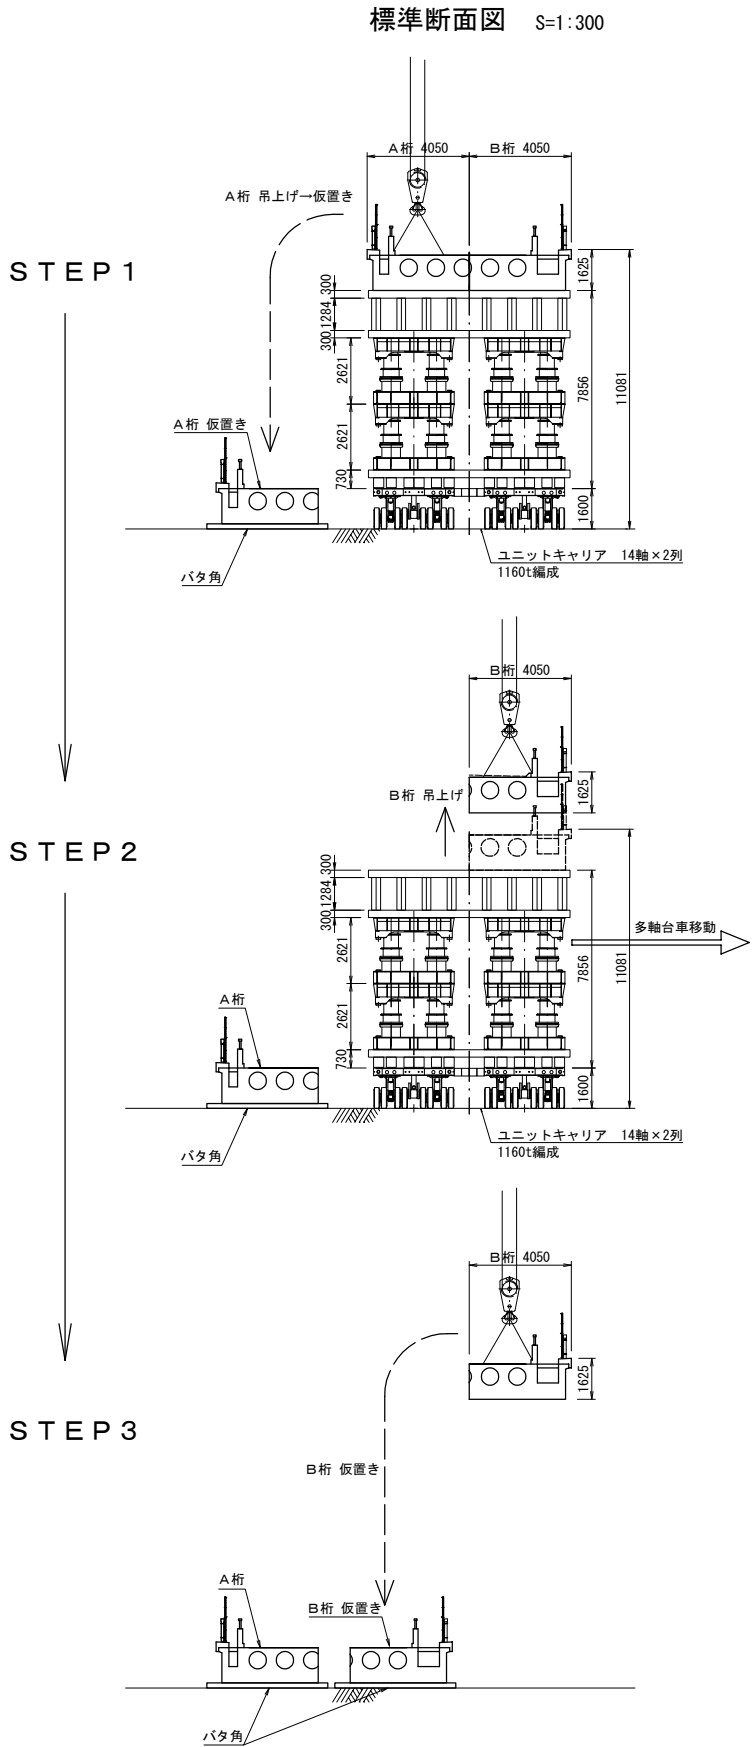 標準断面図 S=1:300
A桁 4050
B桁 4050
A桁 吊上げ→仮置き
STEP1
1625
300
1284
300
2621
2621
730
7856
11081
1600
A桁 仮置き
バタ角
ユニットキャリア 14軸×2列
1160t編成
B桁 4050
1625
B桁 吊上げ
STEP2
300
1284
300
2621
2621
730
7856
11081
1600
多軸台車移動
A桁
バタ角
ユニットキャリア 14軸×2列
1160t編成
B桁 4050
1625
STEP3
B桁 仮置き
A桁
B桁 仮置き
バタ角